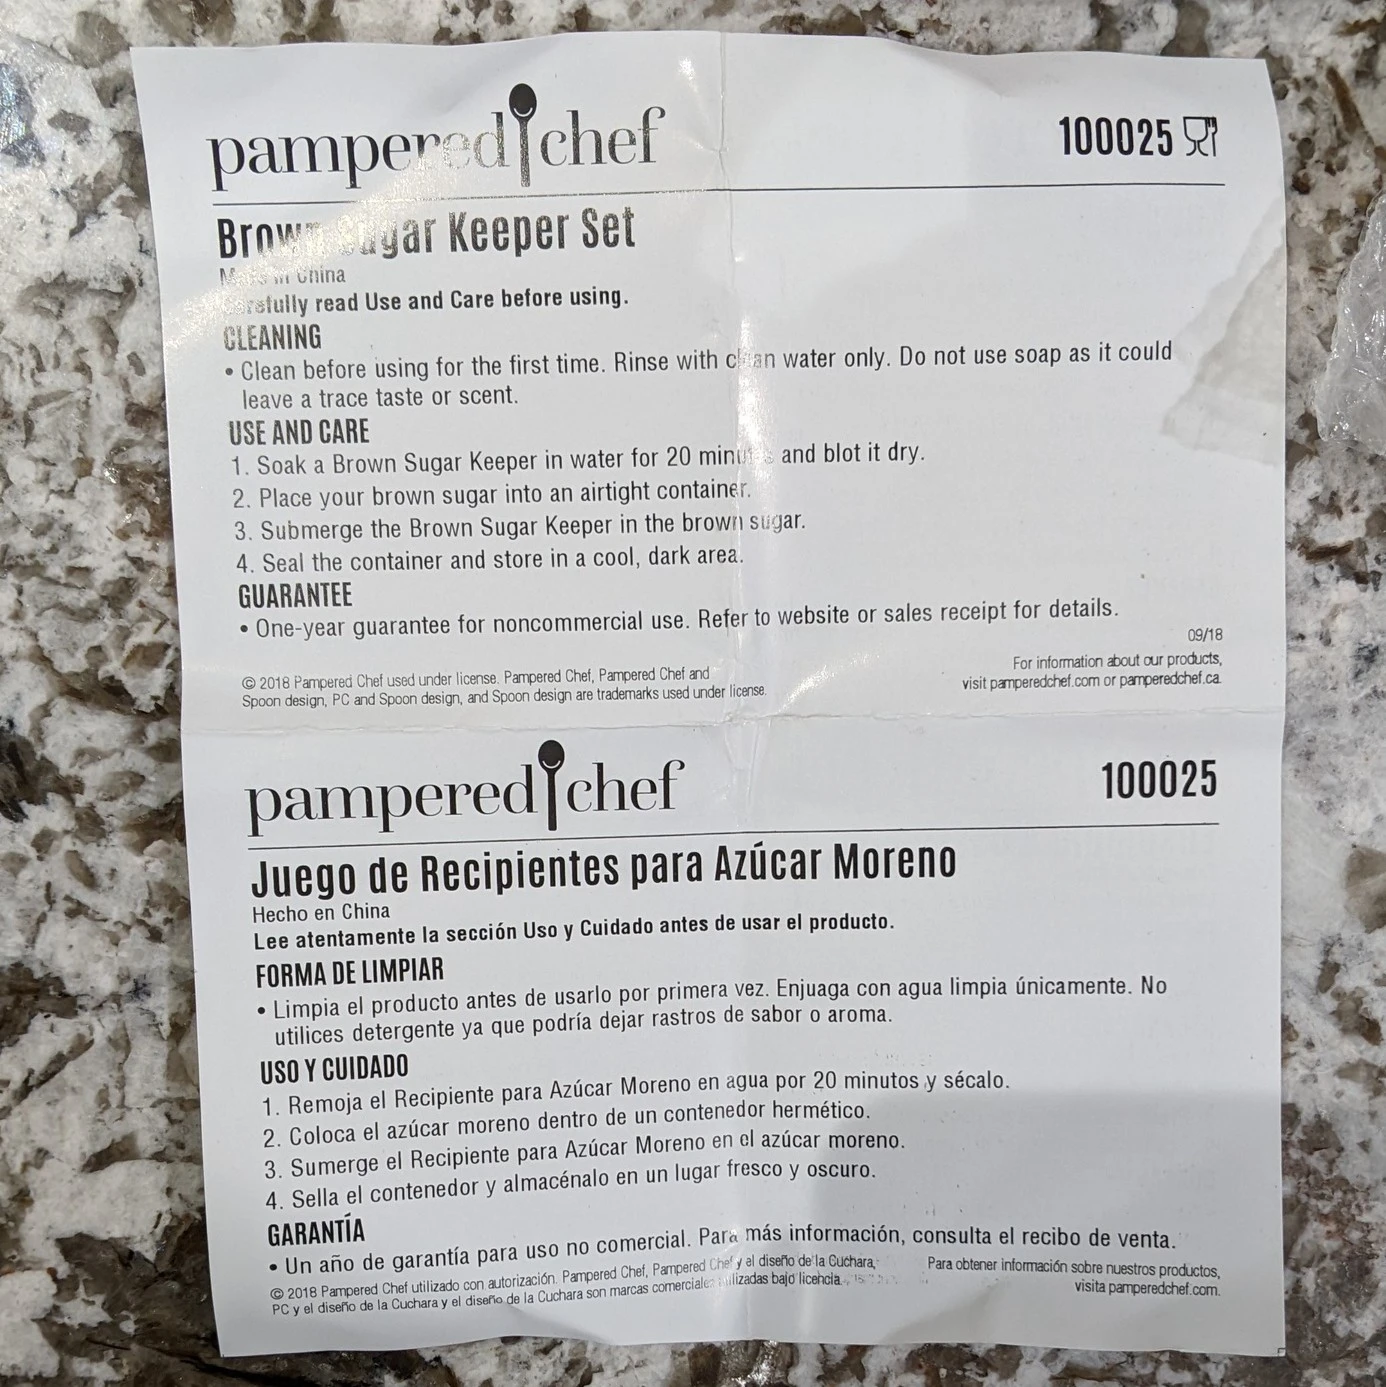 pampered chef
100025
Brown Sugar Keeper Set
Made in China
Carefully read Use and Care before using.
CLEANING
• Clean before using for the first time. Rinse with clean water only. Do not use soap as it could
leave a trace taste or scent.
USE AND CARE
1. Soak a Brown Sugar Keeper in water for 20 minutes and blot it dry.
2. Place your brown sugar into an airtight container.
3. Submerge the Brown Sugar Keeper in the brown sugar.
4. Seal the container and store in a cool, dark area.
GUARANTEE
• One-year guarantee for noncommercial use. Refer to website or sales receipt for details.
09/18
© 2018 Pampered Chef used under license. Pampered Chef, Pampered Chef and
Spoon design, PC and Spoon design, and Spoon design are trademarks used under license.
For information about our products,
visit pamperedchef.com or pamperedchef.ca.
pampered chef
100025
Juego de Recipientes para Azúcar Moreno
Hecho en China
Lee atentamente la sección Uso y Cuidado antes de usar el producto.
FORMA DE LIMPIAR
• Limpia el producto antes de usarlo por primera vez. Enjuaga con agua limpia únicamente. No
utilices detergente ya que podría dejar rastros de sabor o aroma.
USO Y CUIDADO
1. Remoja el Recipiente para Azúcar Moreno en agua por 20 minutos y sécalo.
2. Coloca el azúcar moreno dentro de un contenedor hermético.
3. Sumerge el Recipiente para Azúcar Moreno en el azúcar moreno.
4. Sella el contenedor y almacénalo en un lugar fresco y oscuro.
GARANTÍA
• Un año de garantía para uso no comercial. Para más información, consulta el recibo de venta.
© 2018 Pampered Chef utilizado con autorización. Pampered Chef, Pampered Chef y el diseño de la Cuchara,
PC y el diseño de la Cuchara y el diseño de la Cuchara son marcas comerciales utilizadas bajo licencia.
Para obtener información sobre nuestros productos,
visita pamperedchef.com.